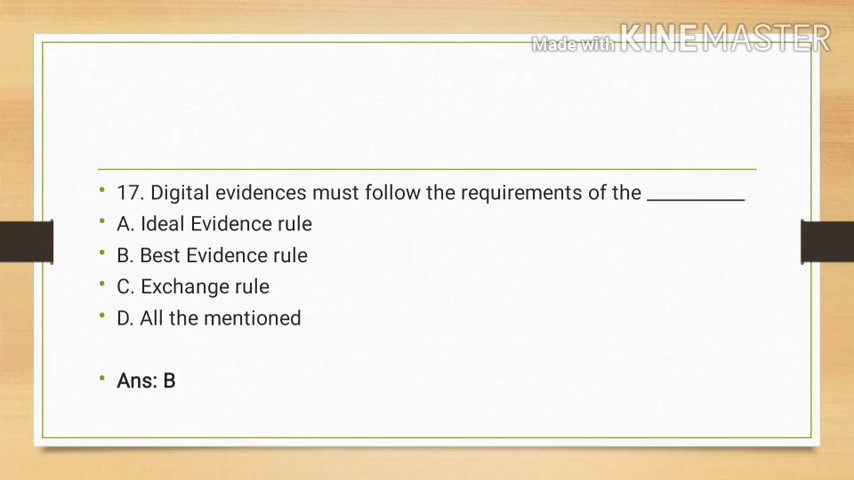 Made with KINEMASTER
• 17. Digital evidences must follow the requirements of the __________
• A. Ideal Evidence rule
• B. Best Evidence rule
• C. Exchange rule
• D. All the mentioned
• Ans: B